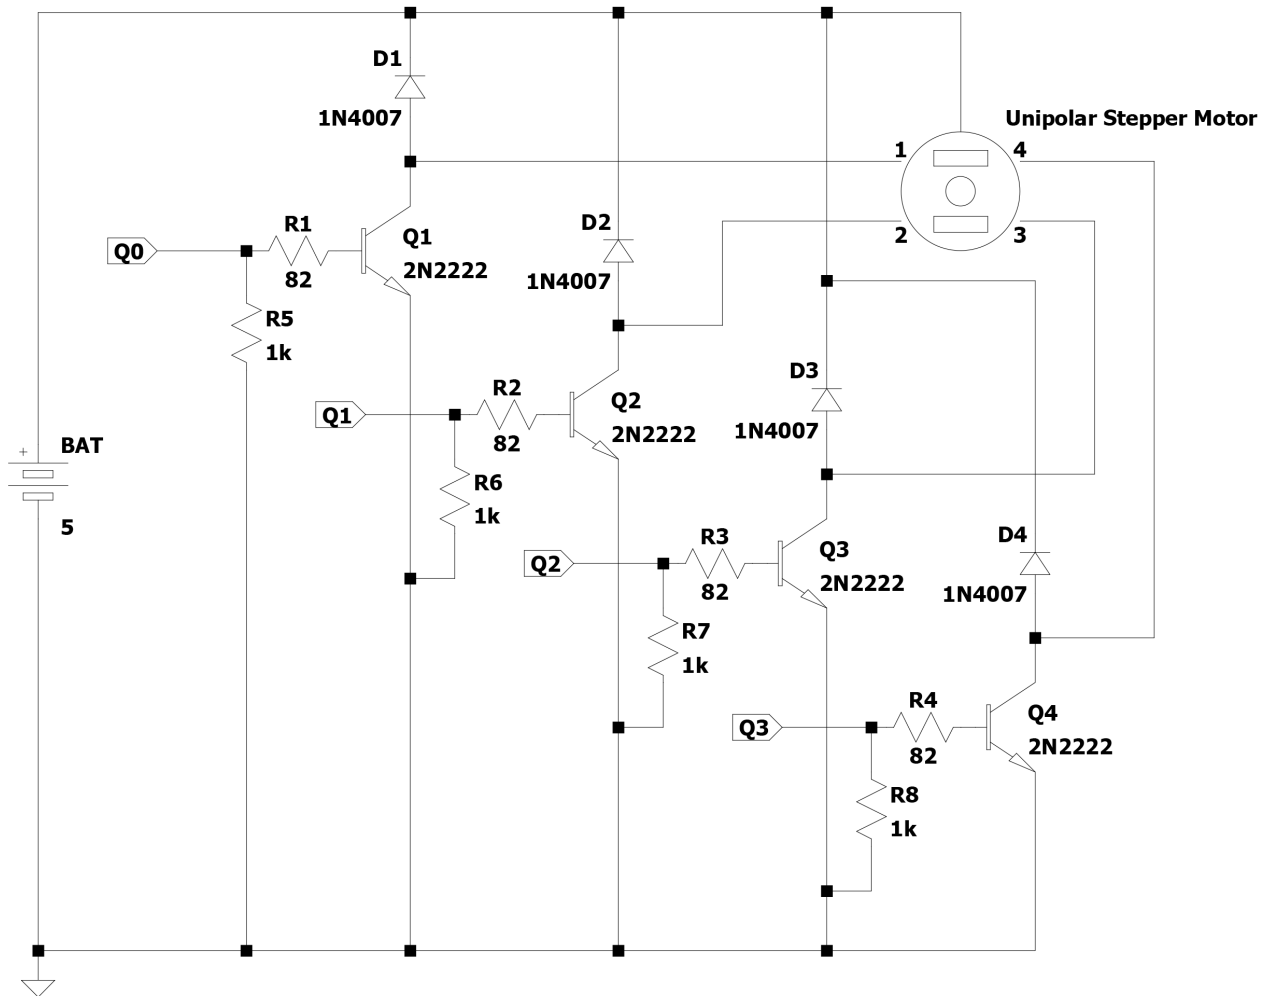 D1
1N4007
Unipolar Stepper Motor
1
4
2
3
R1
82
Q0
Q1
2N2222
D2
1N4007
R5
1k
D3
1N4007
R2
82
Q1
Q2
2N2222
+
BAT
5
R6
1k
D4
1N4007
R3
82
Q2
Q3
2N2222
R7
1k
R4
82
Q3
Q4
2N2222
R8
1k